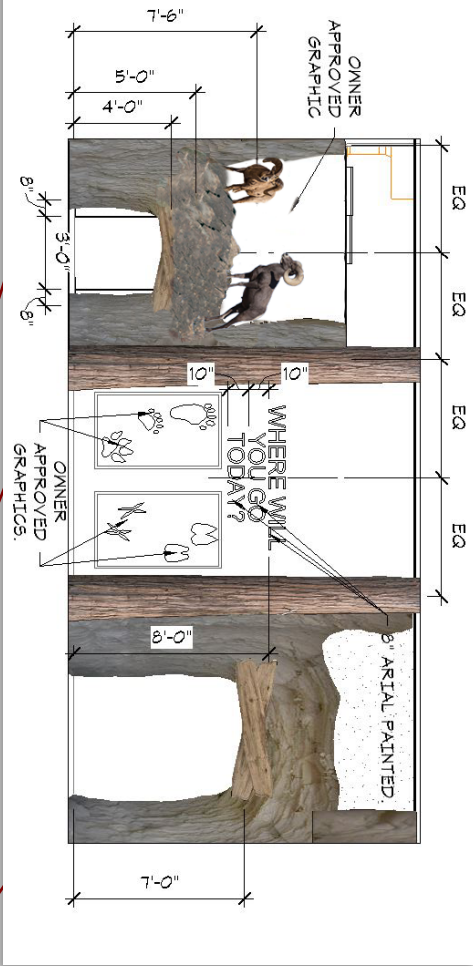 EQ
EQ
EQ
EQ
OWNER
APPROVED
GRAPHIC
7'-6"
5'-0"
4'-0"
8"
3'-0"
8"
10"
10"
WHERE WILL
YOU GO
TODAY?
8" ARIAL PAINTED.
8'-0"
7'-0"
OWNER
APPROVED
GRAPHICS.